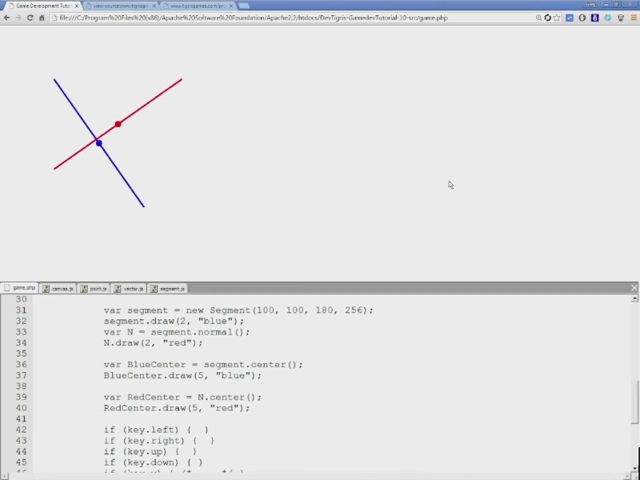 Game Development Tutori
file:///C:/Program%20Files%20(x86)/Apache%20Software%20Foundation/Apache2.2/htdocs/DevTigris-GamedevTutorial-10-src/game.php
game.php canvas.js point.js vector.js segment.js
30
31 var segment = new Segment(100, 100, 180, 256);
32 segment.draw(2, "blue");
33 var N = segment.normal();
34 N.draw(2, "red");
35
36 var BlueCenter = segment.center();
37 BlueCenter.draw(5, "blue");
38
39 var RedCenter = N.center();
40 RedCenter.draw(5, "red");
41
42 if (key.left) { }
43 if (key.right) { }
44 if (key.up) { }
45 if (key.down) { }